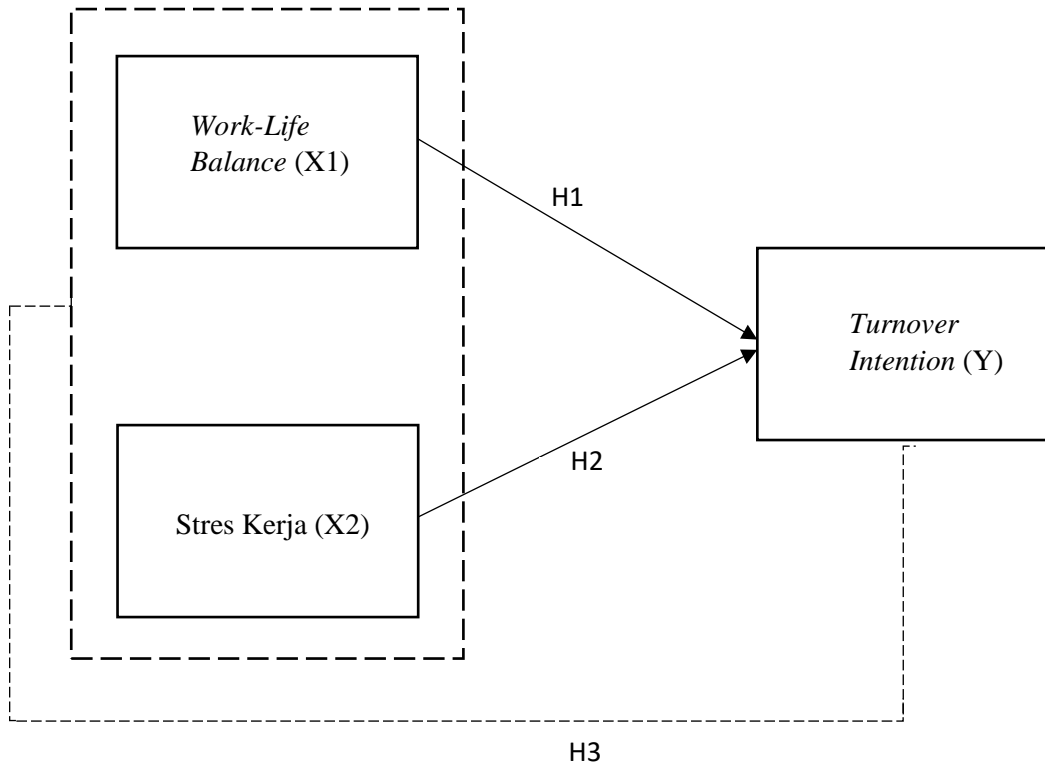 Work-Life
Balance (X1)
H1
Turnover
Intention (Y)
H2
Stres Kerja (X2)
H3